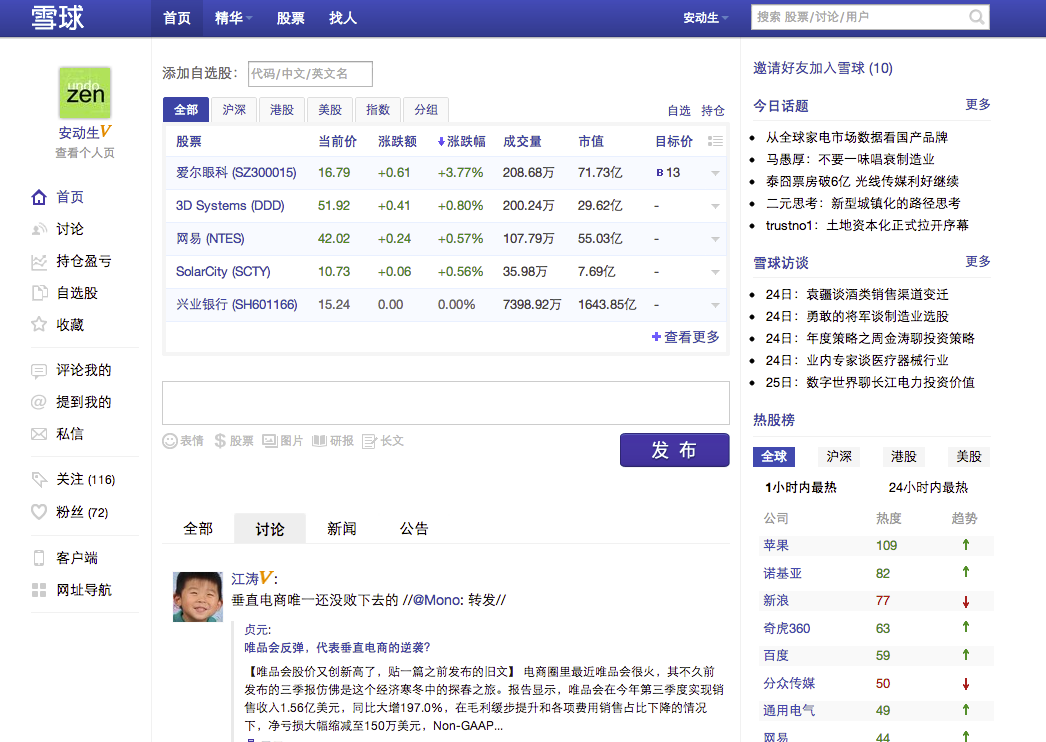 雪球 首页 精华 股票 找人 安动生 搜索 股票/讨论/用户
undo
zen
安动生V
查看个人页
首页
讨论
持仓盈亏
自选股
收藏
评论我的
@ 提到我的
私信
关注 (116)
粉丝 (72)
客户端
网址导航
添加自选股： 代码/中文/英文名
全部 沪深 港股 美股 指数 分组 自选 持仓
股票 当前价 涨跌额 涨跌幅 成交量 市值 目标价
爱尔眼科 (SZ300015) 16.79 +0.61 +3.77% 208.68万 71.73亿 B 13
3D Systems (DDD) 51.92 +0.41 +0.80% 200.24万 29.62亿 -
网易 (NTES) 42.02 +0.24 +0.57% 107.79万 55.03亿 -
SolarCity (SCTY) 10.73 +0.06 +0.56% 35.98万 7.69亿 -
兴业银行 (SH601166) 15.24 0.00 0.00% 7398.92万 1643.85亿 -
+ 查看更多
表情 $ 股票 图片 研报 长文
发 布
全部 讨论 新闻 公告
江涛V：
垂直电商唯一还没败下去的 //@Mono: 转发//
贞元:
唯品会反弹，代表垂直电商的逆袭?
【唯品会股价又创新高了，贴一篇之前发布的旧文】 电商圈里最近唯品会很火，其不久前
发布的三季报仿佛是这个经济寒冬中的探春之旅。报告显示，唯品会在今年第三季度实现销
售收入1.56亿美元，同比大增197.0%，在毛利缓步提升和各项费用销售占比下降的情况
下，净亏损大幅缩减至150万美元，Non-GAAP...
邀请好友加入雪球 (10)
今日话题 更多
从全球家电市场数据看国产品牌
马愚厚：不要一味唱衰制造业
泰囧票房破6亿 光线传媒利好继续
二元思考：新型城镇化的路径思考
trustno1：土地资本化正式拉开序幕
雪球访谈 更多
24日：袁疆谈酒类销售渠道变迁
24日：勇敢的将军谈制造业选股
24日：年度策略之周金涛聊投资策略
24日：业内专家谈医疗器械行业
25日：数字世界聊长江电力投资价值
热股榜
全球 沪深 港股 美股
1小时内最热 24小时内最热
公司 热度 趋势
苹果 109 ↑
诺基亚 82 ↑
新浪 77 ↓
奇虎360 63 ↑
百度 59 ↑
分众传媒 50 ↓
通用电气 49 ↑
网易 44 ↑